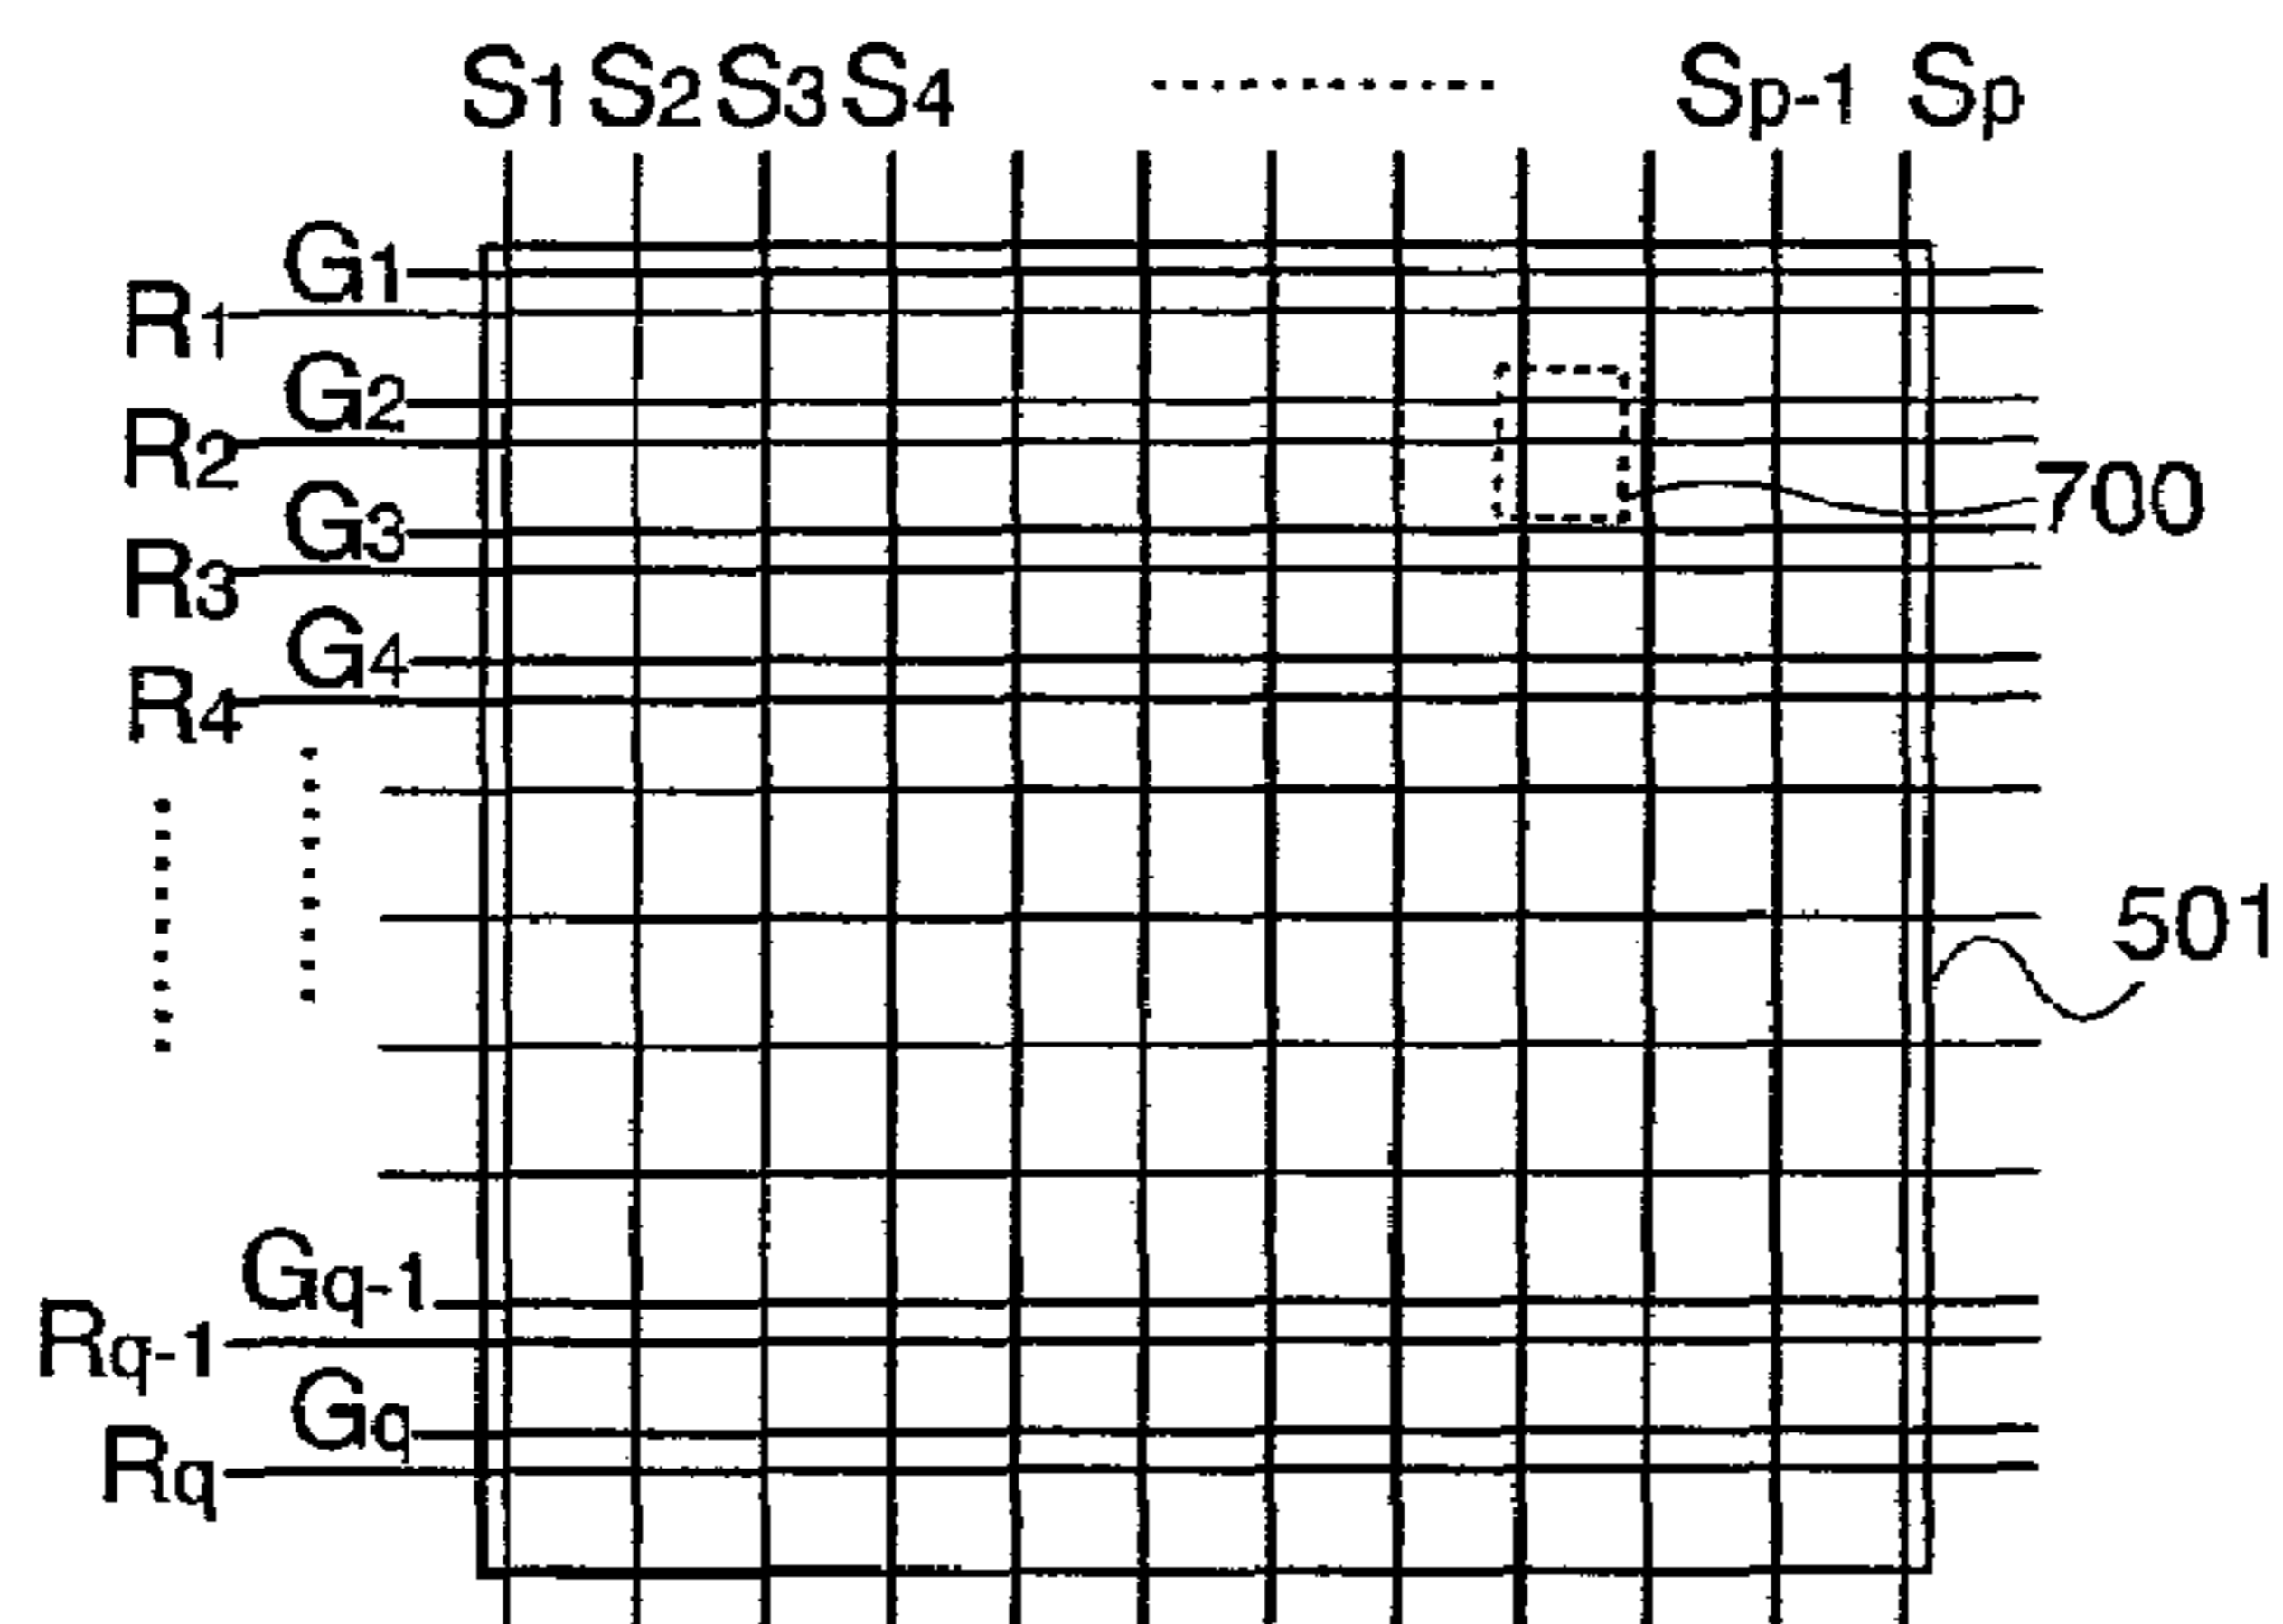 S1 S2 S3 S4 Sp-1 Sp
G1
R1
G2
R2
700
G3
R3
G4
R4
501
Gq-1
Rq-1
Gq
Rq